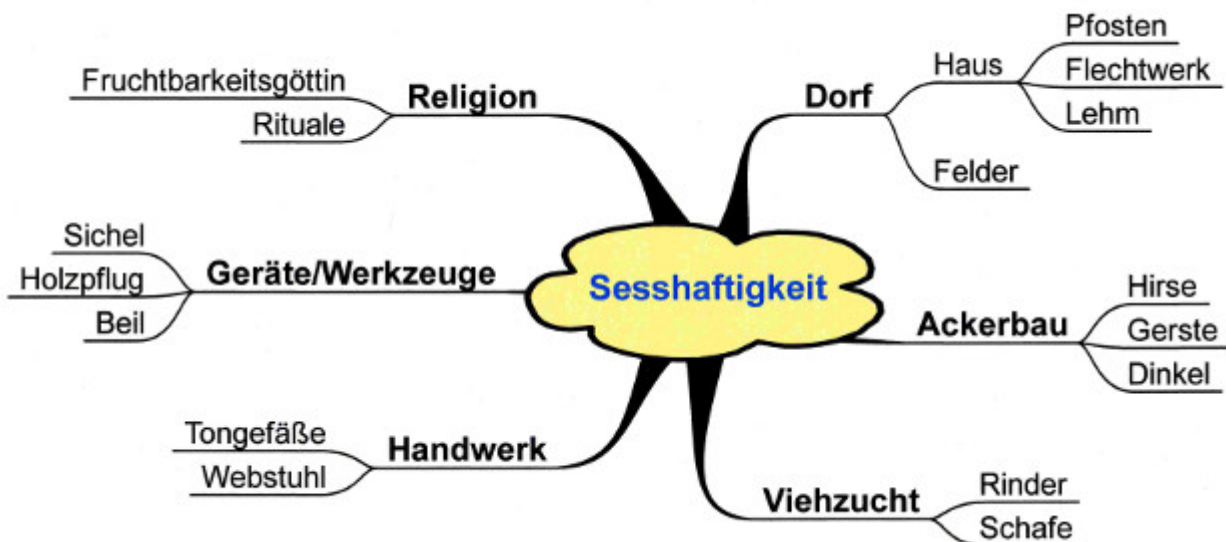 Sesshaftigkeit
Religion
Fruchtbarkeitsgöttin
Rituale
Dorf
Haus
Pfosten
Flechtwerk
Lehm
Felder
Geräte/Werkzeuge
Sichel
Holzpflug
Beil
Ackerbau
Hirse
Gerste
Dinkel
Handwerk
Tongefäße
Webstuhl
Viehzucht
Rinder
Schafe